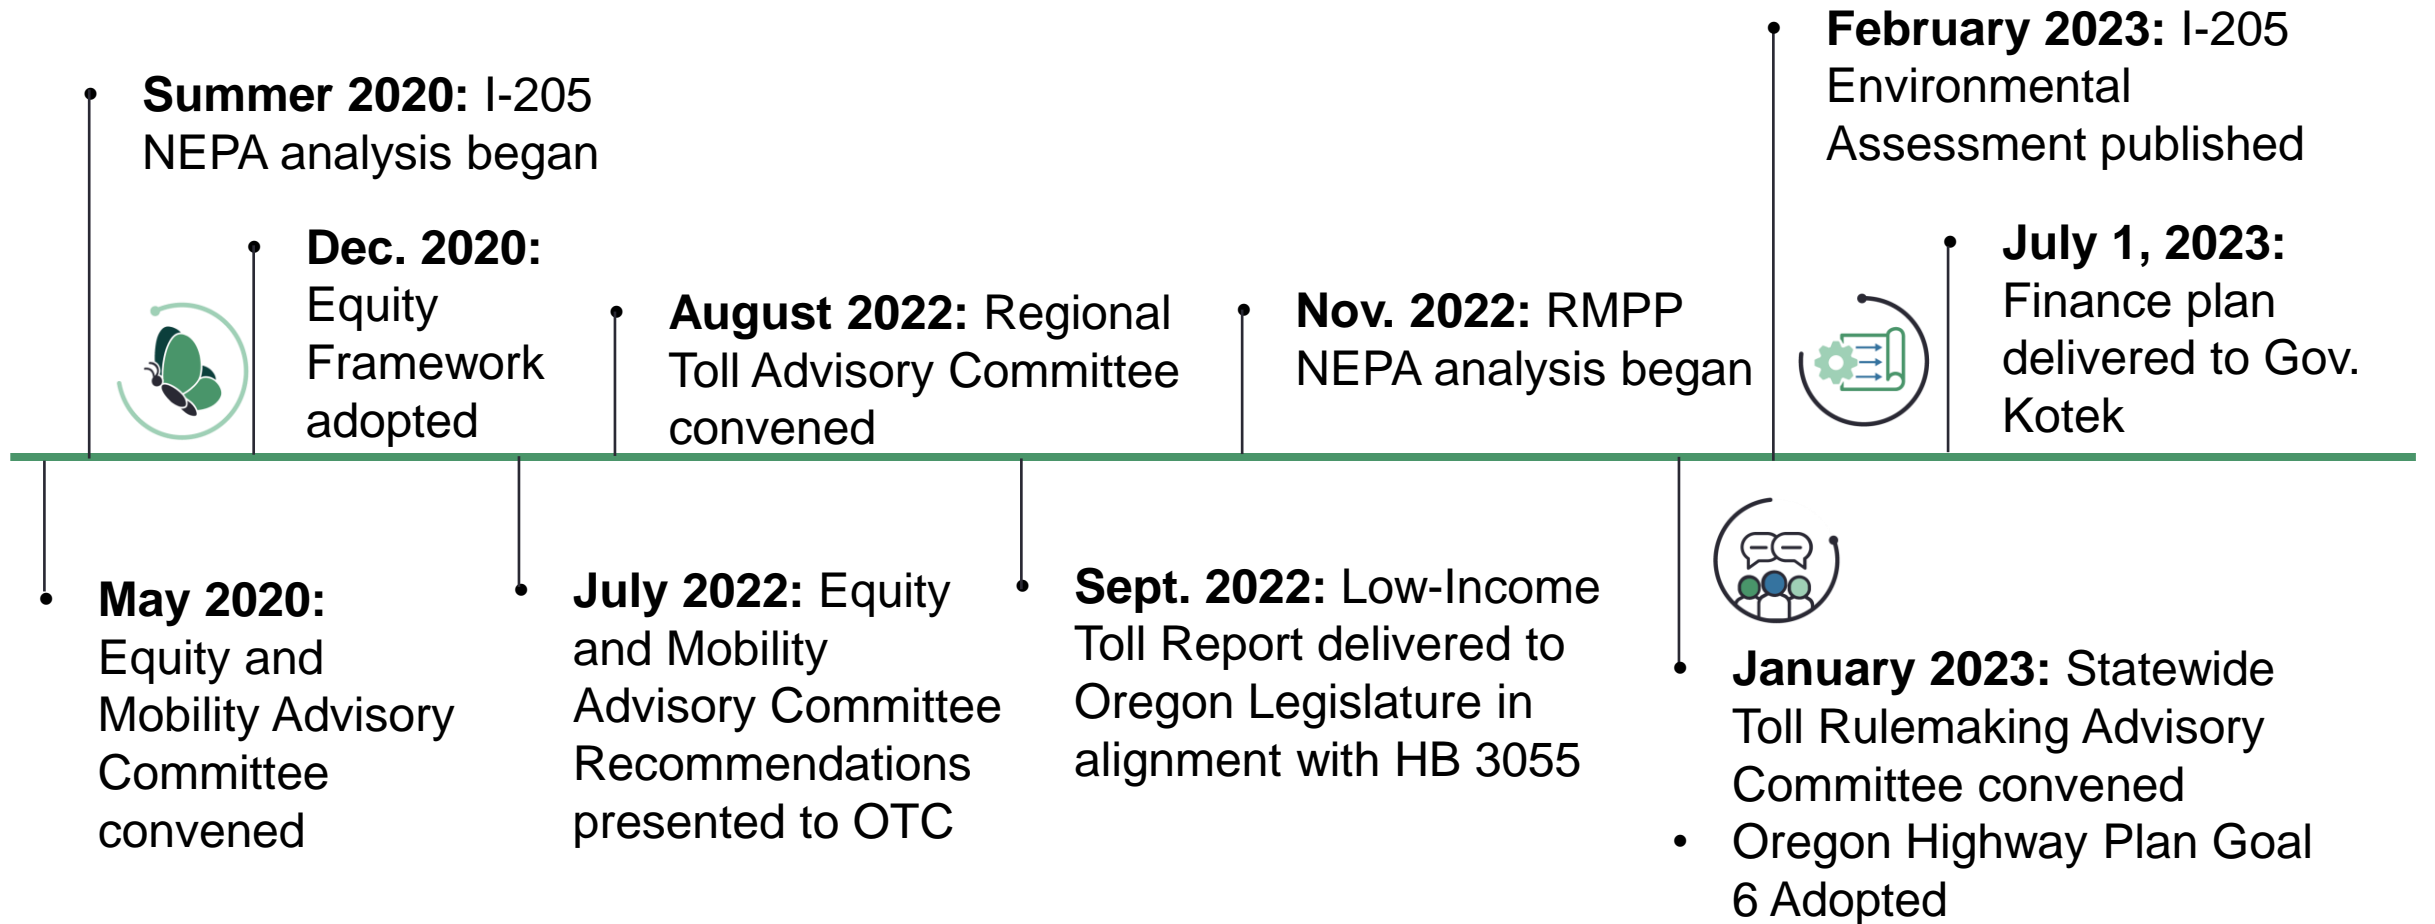 Summer 2020: I-205
NEPA analysis began
Dec. 2020:
Equity
Framework
adopted
August 2022: Regional
Toll Advisory Committee
convened
Nov. 2022: RMPP
NEPA analysis began
February 2023: I-205
Environmental
Assessment published
July 1, 2023:
Finance plan
delivered to Gov.
Kotek
May 2020:
Equity and
Mobility Advisory
Committee
convened
July 2022: Equity
and Mobility
Advisory Committee
Recommendations
presented to OTC
Sept. 2022: Low-Income
Toll Report delivered to
Oregon Legislature in
alignment with HB 3055
January 2023: Statewide
Toll Rulemaking Advisory
Committee convened
• Oregon Highway Plan Goal
6 Adopted